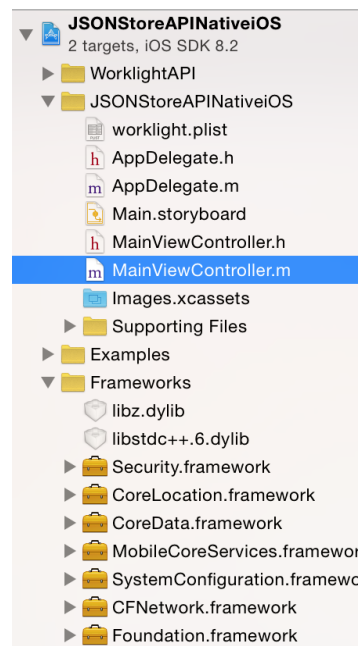 JSONStoreAPINativeiOS
2 targets, iOS SDK 8.2
WorklightAPI
JSONStoreAPINativeiOS
worklight.plist
h AppDelegate.h
m AppDelegate.m
Main.storyboard
h MainViewController.h
m MainViewController.m
Images.xcassets
Supporting Files
Examples
Frameworks
libz.dylib
libstdc++.6.dylib
Security.framework
CoreLocation.framework
CoreData.framework
MobileCoreServices.framewor
SystemConfiguration.framewo
CFNetwork.framework
Foundation.framework